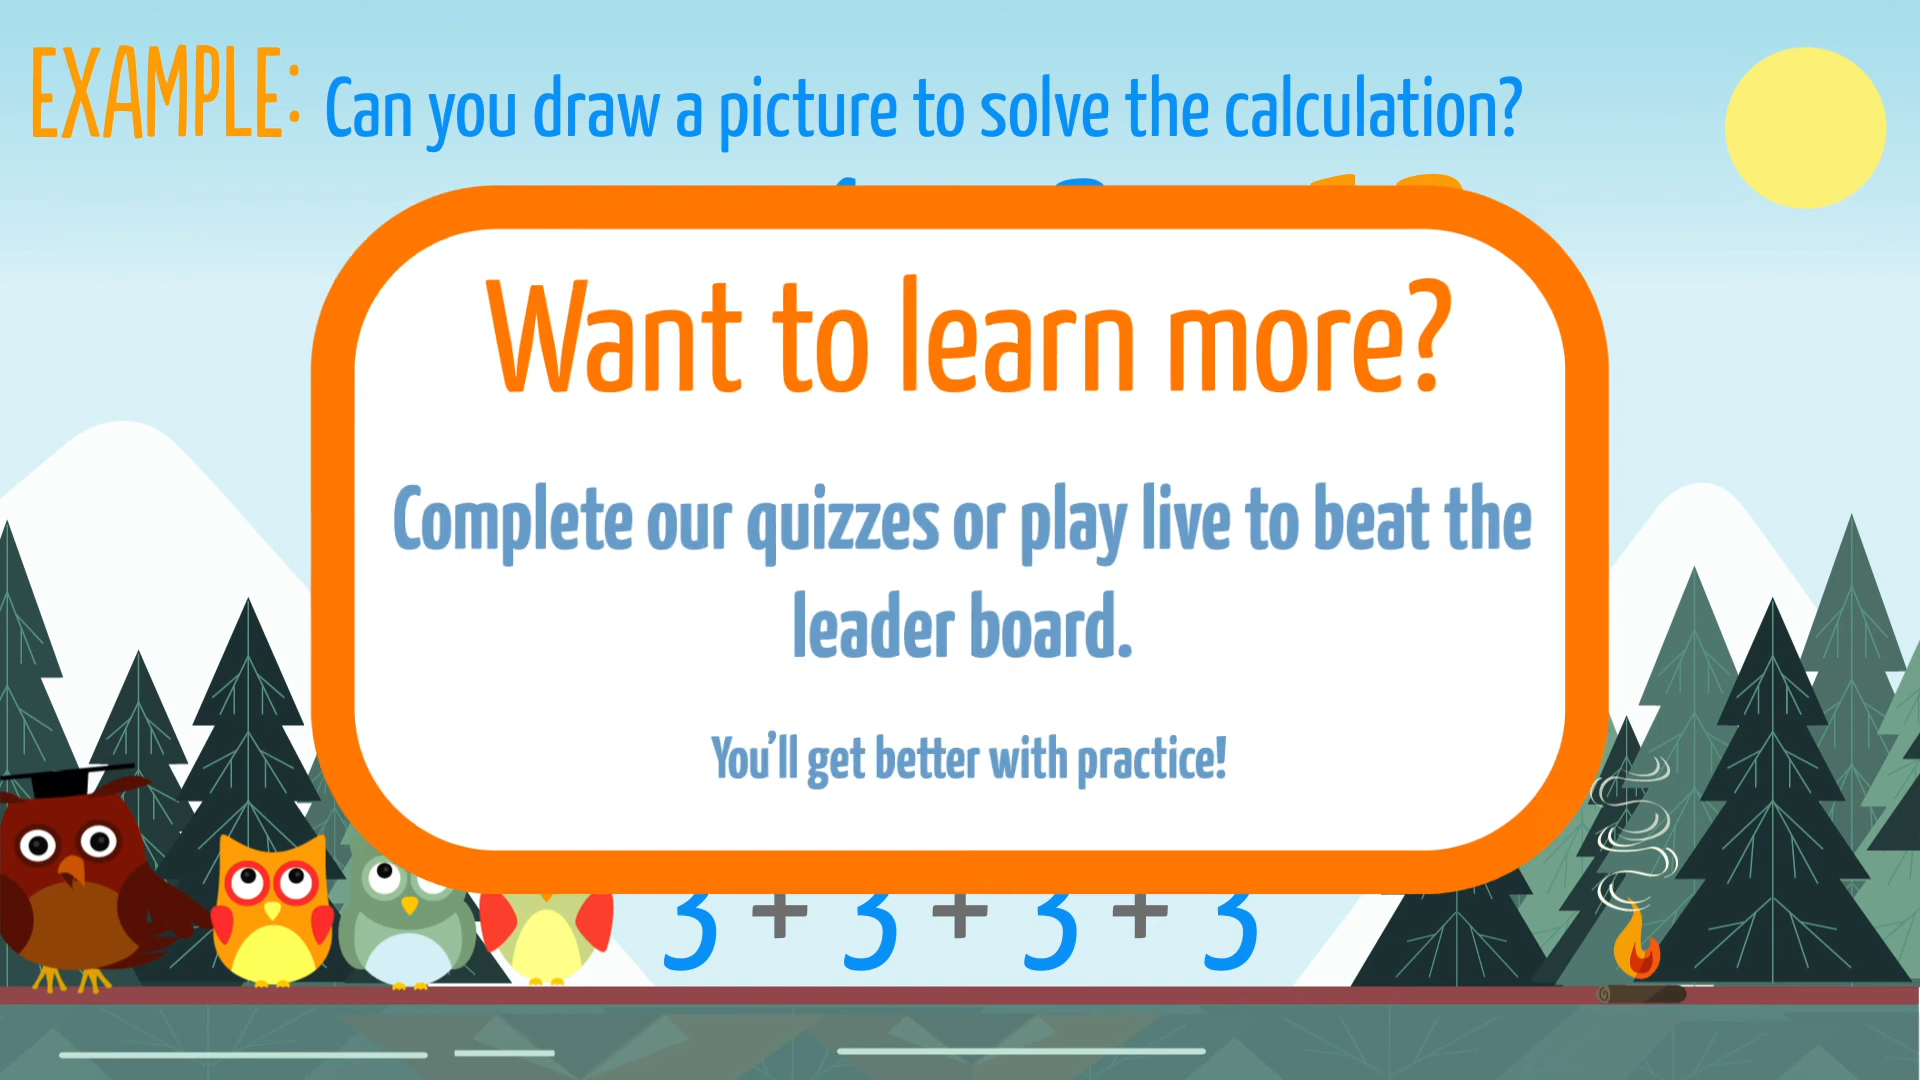 EXAMPLE: Can you draw a picture to solve the calculation?
Want to learn more?
Complete our quizzes or play live to beat the
leader board.
You'll get better with practice!
3 + 3 + 3 + 3